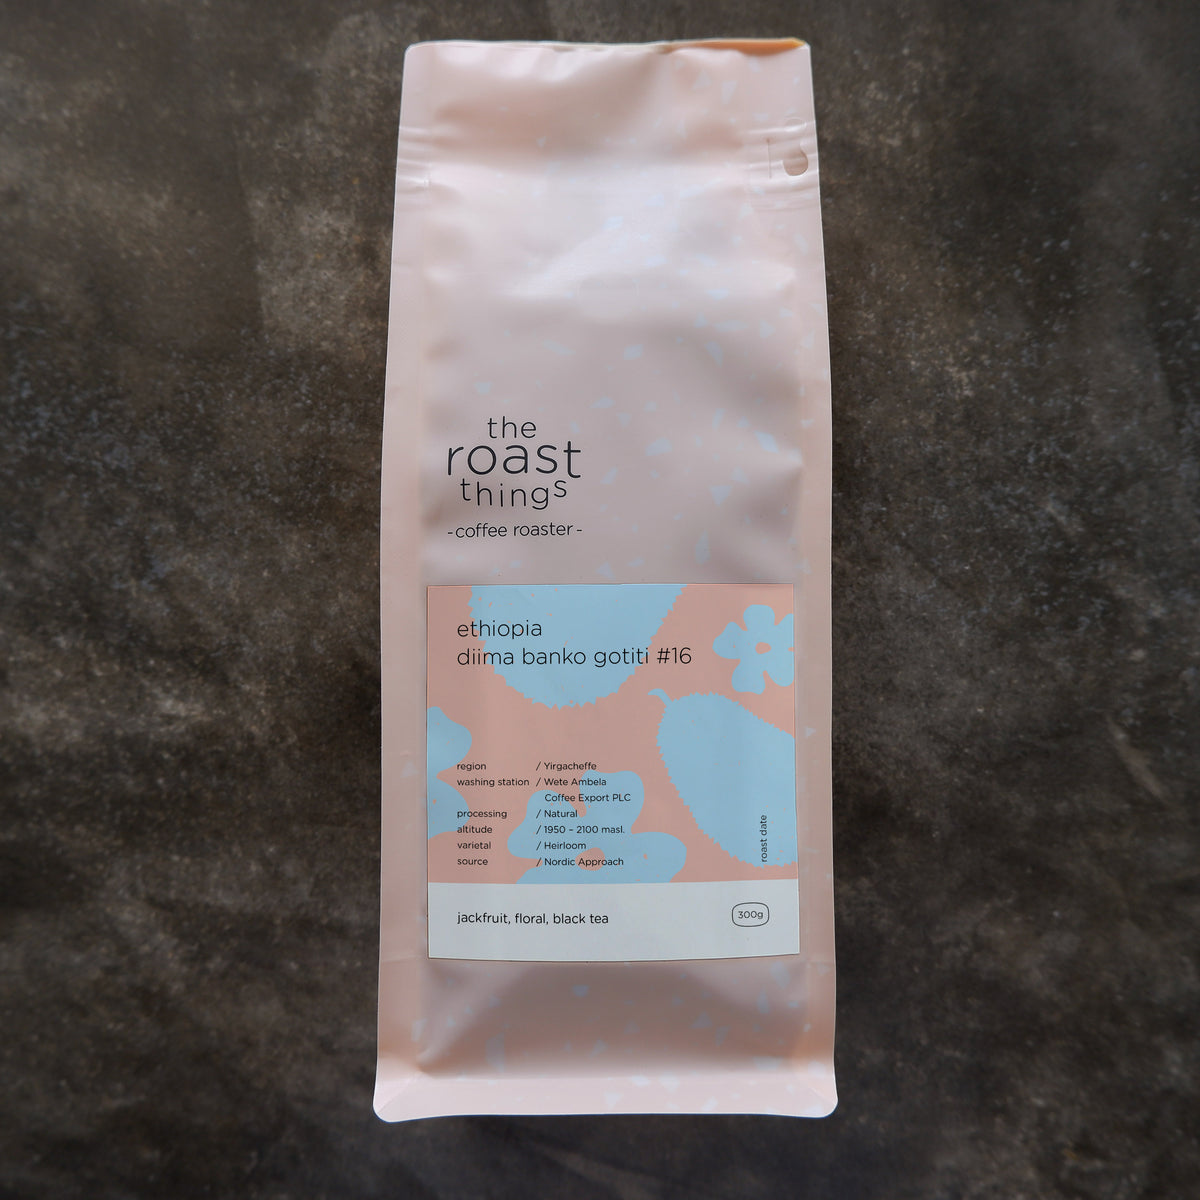 the
roast
things
-coffee roaster-
ethiopia
diima banko gotiti #16
region / Yirgacheffe
washing station / Wete Ambela
Coffee Export PLC
processing / Natural
altitude / 1950 – 2100 masl.
varietal / Heirloom
source / Nordic Approach
roast date
jackfruit, floral, black tea
300g